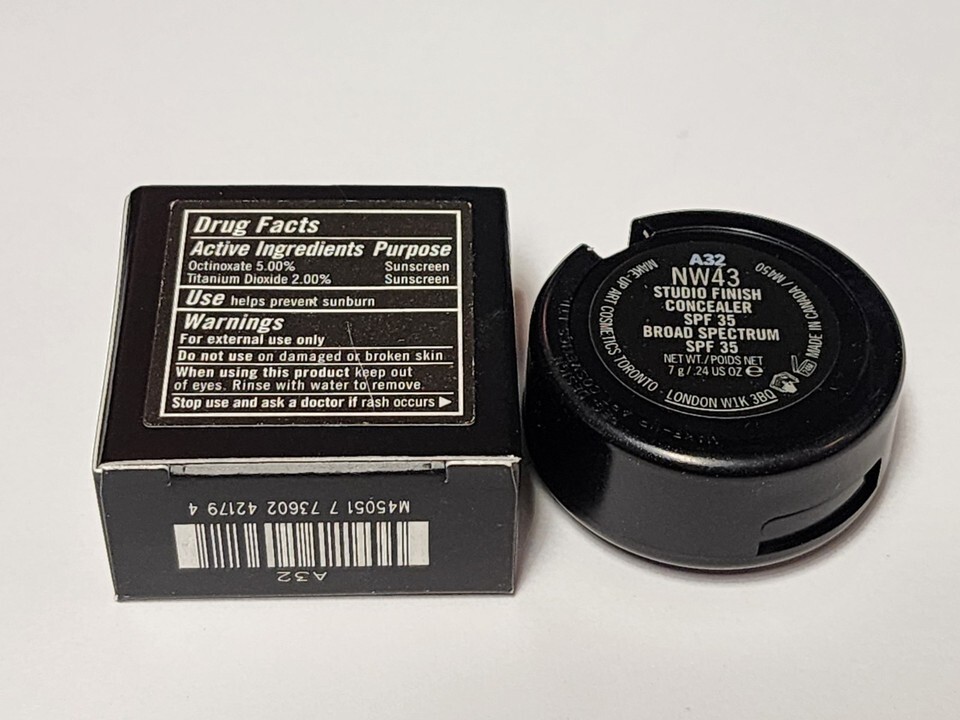 Drug Facts
Active Ingredients Purpose
Octinoxate 5.00% Sunscreen
Titanium Dioxide 2.00% Sunscreen
Use helps prevent sunburn
Warnings
For external use only
Do not use on damaged or broken skin
When using this product keep out
of eyes. Rinse with water to remove.
Stop use and ask a doctor if rash occurs ▶
M45051 7 73602 42179 4
A32
A32
NW43
STUDIO FINISH
CONCEALER
SPF 35
BROAD SPECTRUM
SPF 35
NET WT./POIDS NET
7 g / .24 US OZ ℮
MAKE-UP ART COSMETICS TORONTO · LONDON W1K 3BQ
MADE IN CANADA / M450